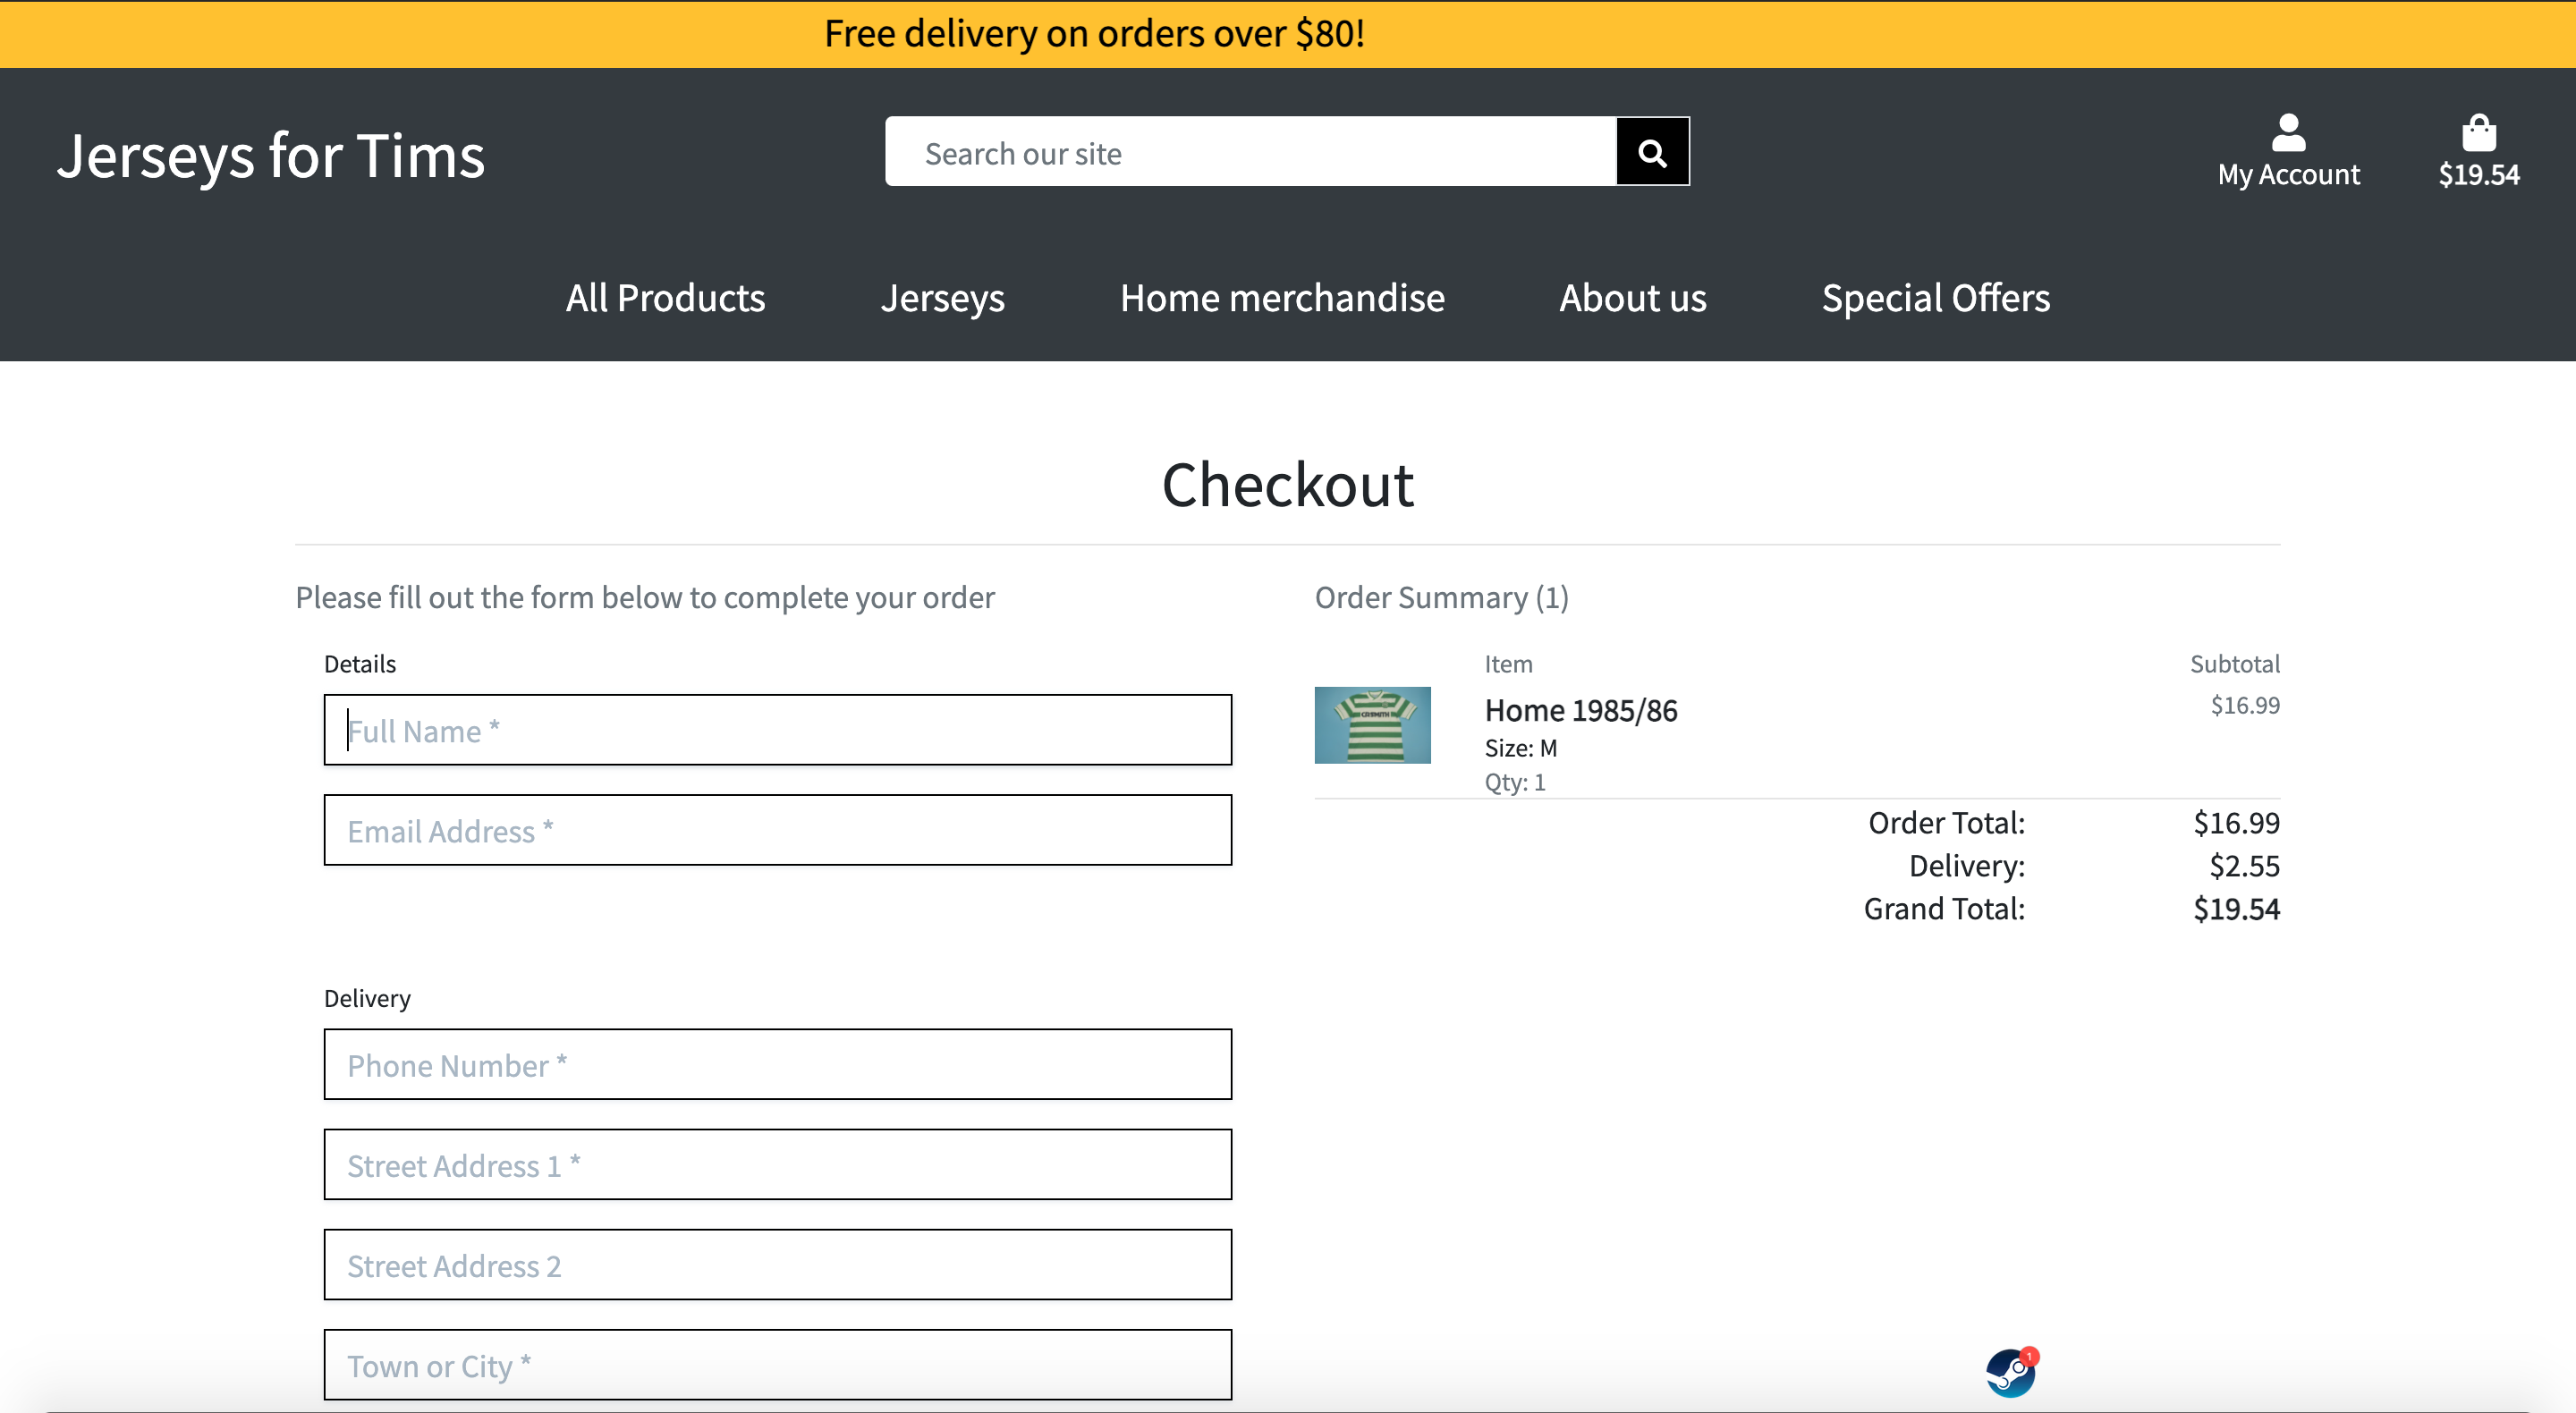 Free delivery on orders over $80!
Jerseys for Tims
Search our site
My Account
$19.54
All Products
Jerseys
Home merchandise
About us
Special Offers
Checkout
Please fill out the form below to complete your order
Details
Full Name *
Email Address *
Delivery
Phone Number *
Street Address 1 *
Street Address 2
Town or City *
Order Summary (1)
Item
Subtotal
CR SMITH
Home 1985/86
$16.99
Size: M
Qty: 1
Order Total: $16.99
Delivery: $2.55
Grand Total: $19.54
1